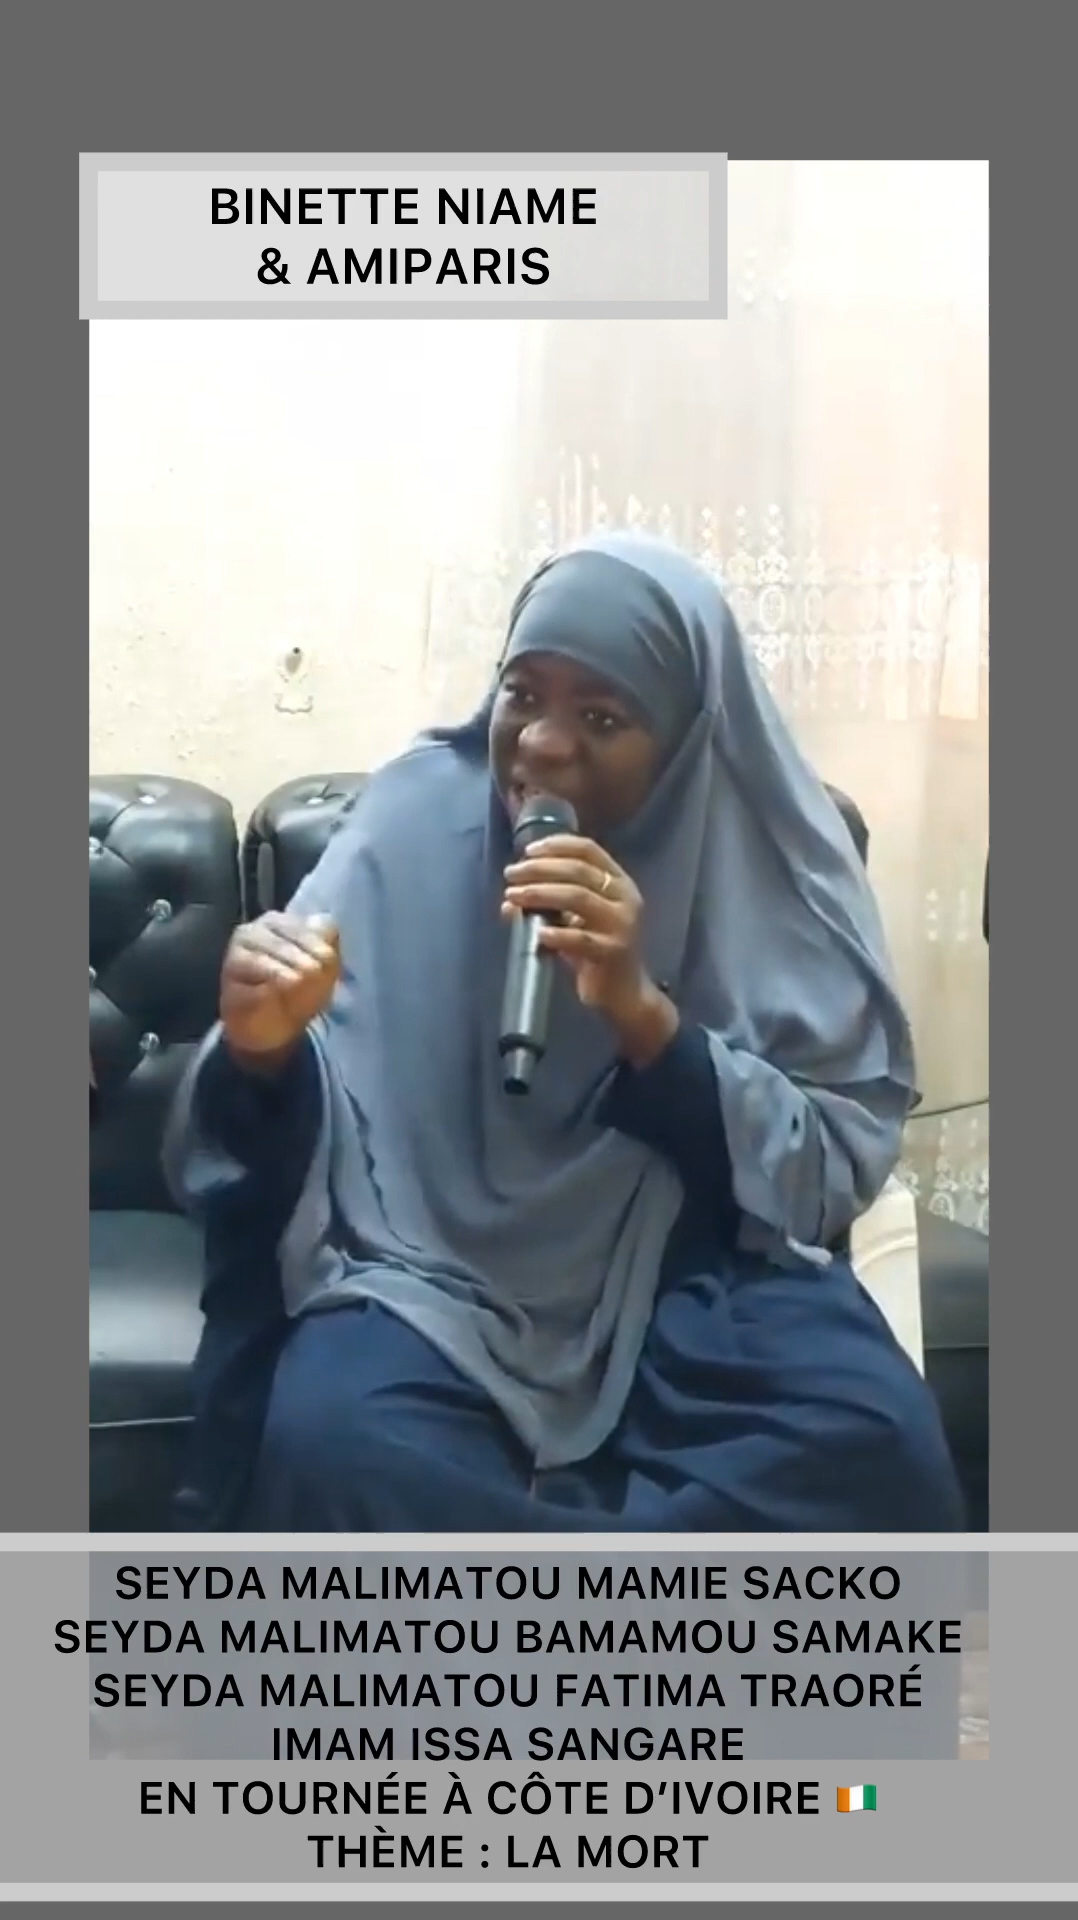 BINETTE NIAME
& AMIPARIS
SEYDA MALIMATOU MAMIE SACKO
SEYDA MALIMATOU BAMAMOU SAMAKE
SEYDA MALIMATOU FATIMA TRAORÉ
IMAM ISSA SANGARE
EN TOURNÉE À CÔTE D’IVOIRE 🇨🇮
THÈME : LA MORT